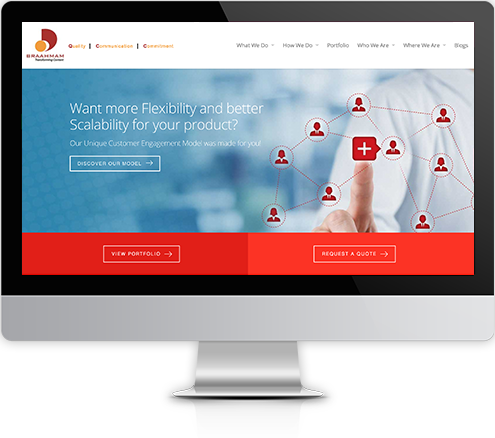 BRAAHMAM
Transforming Content
Quality | Communication | Commitment
What We Do How We Do Portfolio Who We Are Where We Are Blogs
Want more Flexibility and better
Scalability for your product?
Our Unique Customer Engagement Model was made for you!
DISCOVER OUR MODEL
VIEW PORTFOLIO
REQUEST A QUOTE